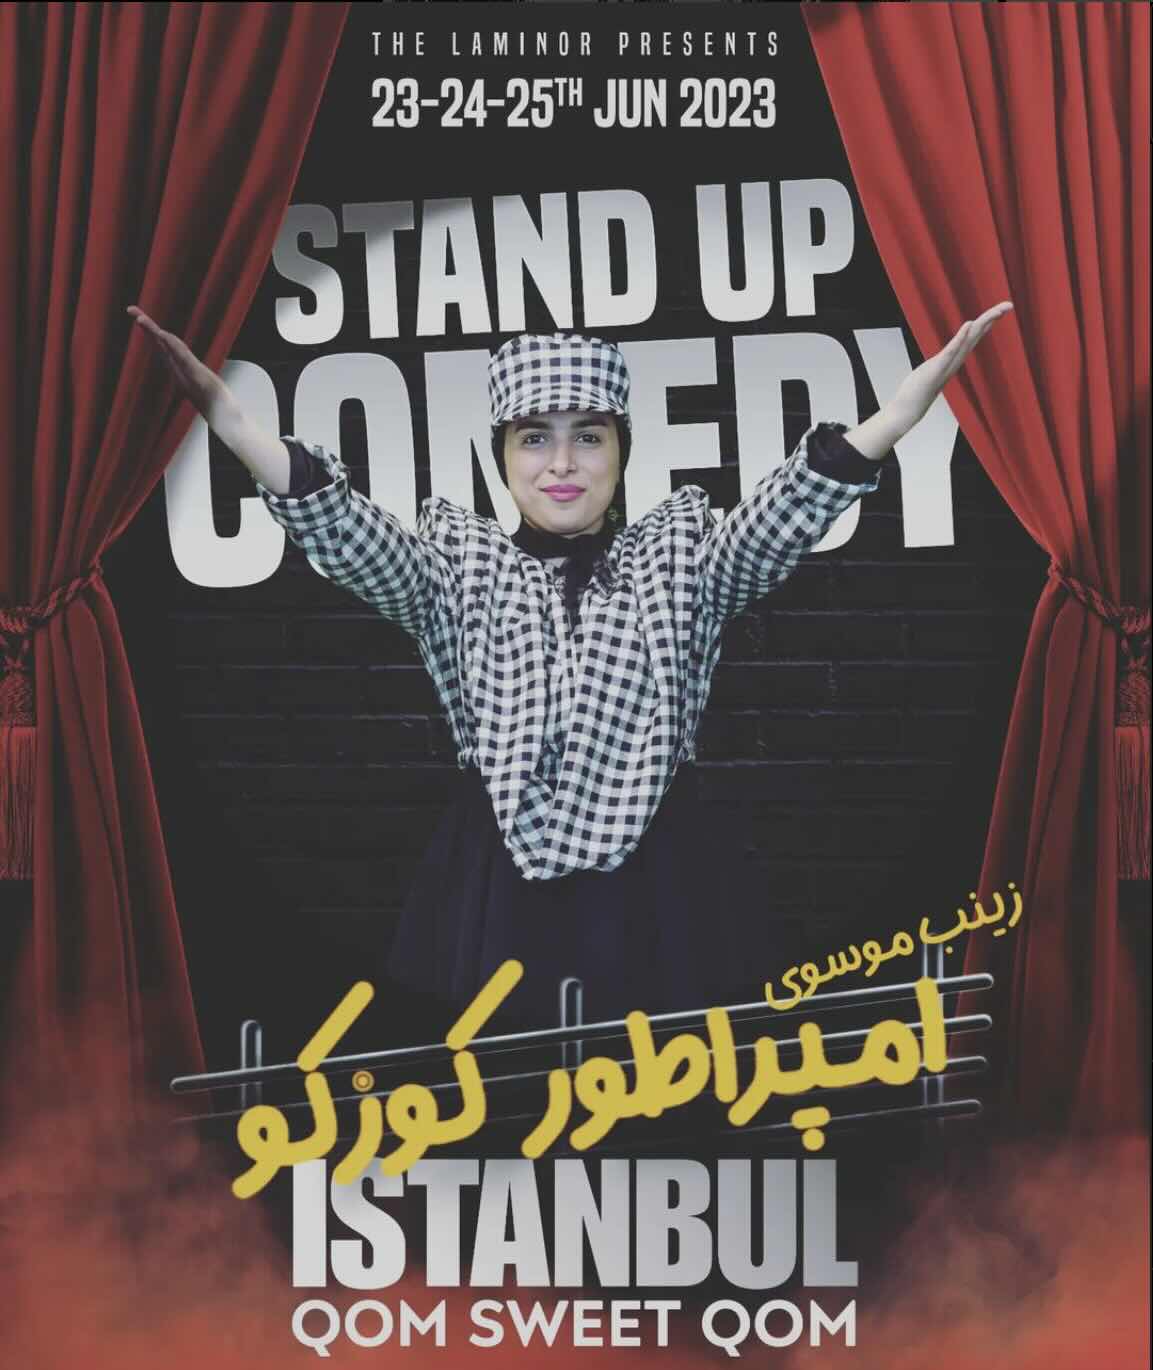 THE LAMINOR PRESENTS
23-24-25TH JUN 2023
STAND UP
COMEDY
زینب موسوی
امپراطور کوزکو
ISTANBUL
QOM SWEET QOM